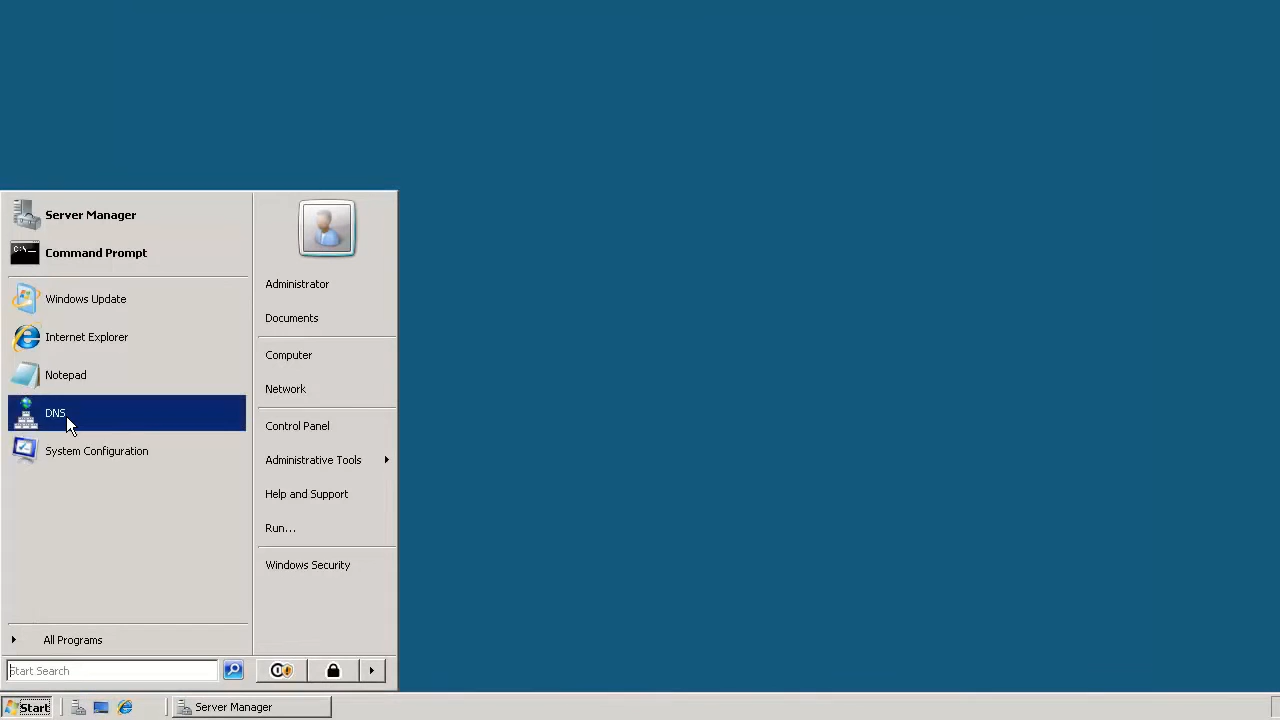 Server Manager
Command Prompt
Windows Update
Internet Explorer
Notepad
DNS
System Configuration
All Programs
Start Search
Administrator
Documents
Computer
Network
Control Panel
Administrative Tools
Help and Support
Run...
Windows Security
Start
Server Manager